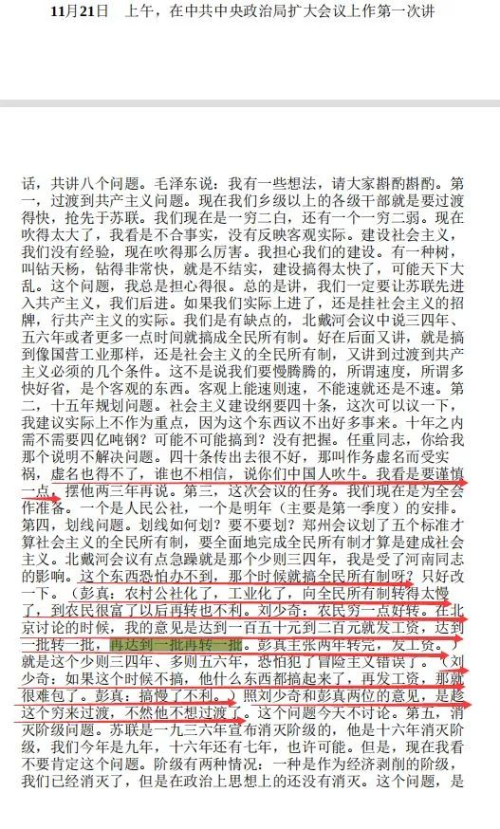 11月21日　上午，在中共中央政治局扩大会议上作第一次讲
话，共讲八个问题。毛泽东说：我有一些想法，请大家斟酌斟酌。第
一，过渡到共产主义问题。现在我们乡级以上的各级干部就是要过渡
得快，抢先于苏联。我们现在是一穷二白，还有一个一穷二弱。现在
吹得太大了，我看是不合事实，没有反映客观实际。建设社会主义，
我们没有经验，现在吹得那么厉害。我担心我们的建设。有一种树，
叫钻天杨，钻得非常快，就是不结实，建设搞得太快了，可能天下大
乱。这个问题，我总是担心得很。总的是讲，我们一定要让苏联先进
入共产主义，我们后进。如果我们实际上进了，还是挂社会主义的招
牌，行共产主义的实际。我们是有缺点的，北戴河会议中说三四年、
五六年或者更多一点时间就搞成全民所有制。好在后面又讲，就是搞
到像国营工业那样，还是社会主义的全民所有制，又讲到过渡到共产
主义必须的几个条件。这不是说我们要慢腾腾的，所谓速度，所谓多
快好省，是个客观的东西。客观上能速则速，不能速就还是不速。第
二，十五年规划问题。社会主义建设纲要四十条，这次可以议一下，
我建议实际上不作为重点，因为这个东西议不出好多事来。十年之内
需不需要四亿吨钢？可能不可能搞到？没有把握。任重同志，你给我
那个说明不解决问题。四十条传出去很不好，那叫作务虚名而受实
祸，虚名也得不了，谁也不相信，说你们中国人吹牛。我看是要谨慎
一点，摆他两三年再说。第三，这次会议的任务。我们现在是为全会
作准备。一个是人民公社，一个是明年（主要是第一季度）的安排。
第四，划线问题。划线如何划？要不要划？郑州会议划了五个标准才
算社会主义的全民所有制，要全面地完成全民所有制才算是建成社会
主义。北戴河会议有点急躁就是那个少则三四年，我是受了河南同志
的影响。这个东西恐怕办不到，那个时候就搞全民所有制呀？只好改
一下。（彭真：农村公社化了，工业化了，向全民所有制转得太慢
了，到农民很富了以后再转也不利。刘少奇：农民穷一点好转。在北
京讨论的时候，我的意见是达到一百五十元到二百元就发工资，达到
一批转一批，再达到一批再转一批。彭真主张两年转完，发工资。）
就是这个少则三四年、多则五六年，恐怕犯了冒险主义错误了。（刘
少奇：如果这个时候不搞，他什么东西都搞起来了，再发工资，那就
很难包了。彭真：搞慢了不利。）照刘少奇和彭真两位的意见，是趁
这个穷来过渡，不然他不想过渡了。这个问题今天不讨论。第五，消
灭阶级问题。苏联是一九三六年宣布消灭阶级的，他是十六年消灭阶
级，我们今年是九年，十六年还有七年，也许可能。但是，现在我看
不要肯定这个问题。阶级有两种情况：一种是作为经济剥削的阶级，
我们已经消灭了，但是在政治上思想上的还没有消灭。这个问题，是